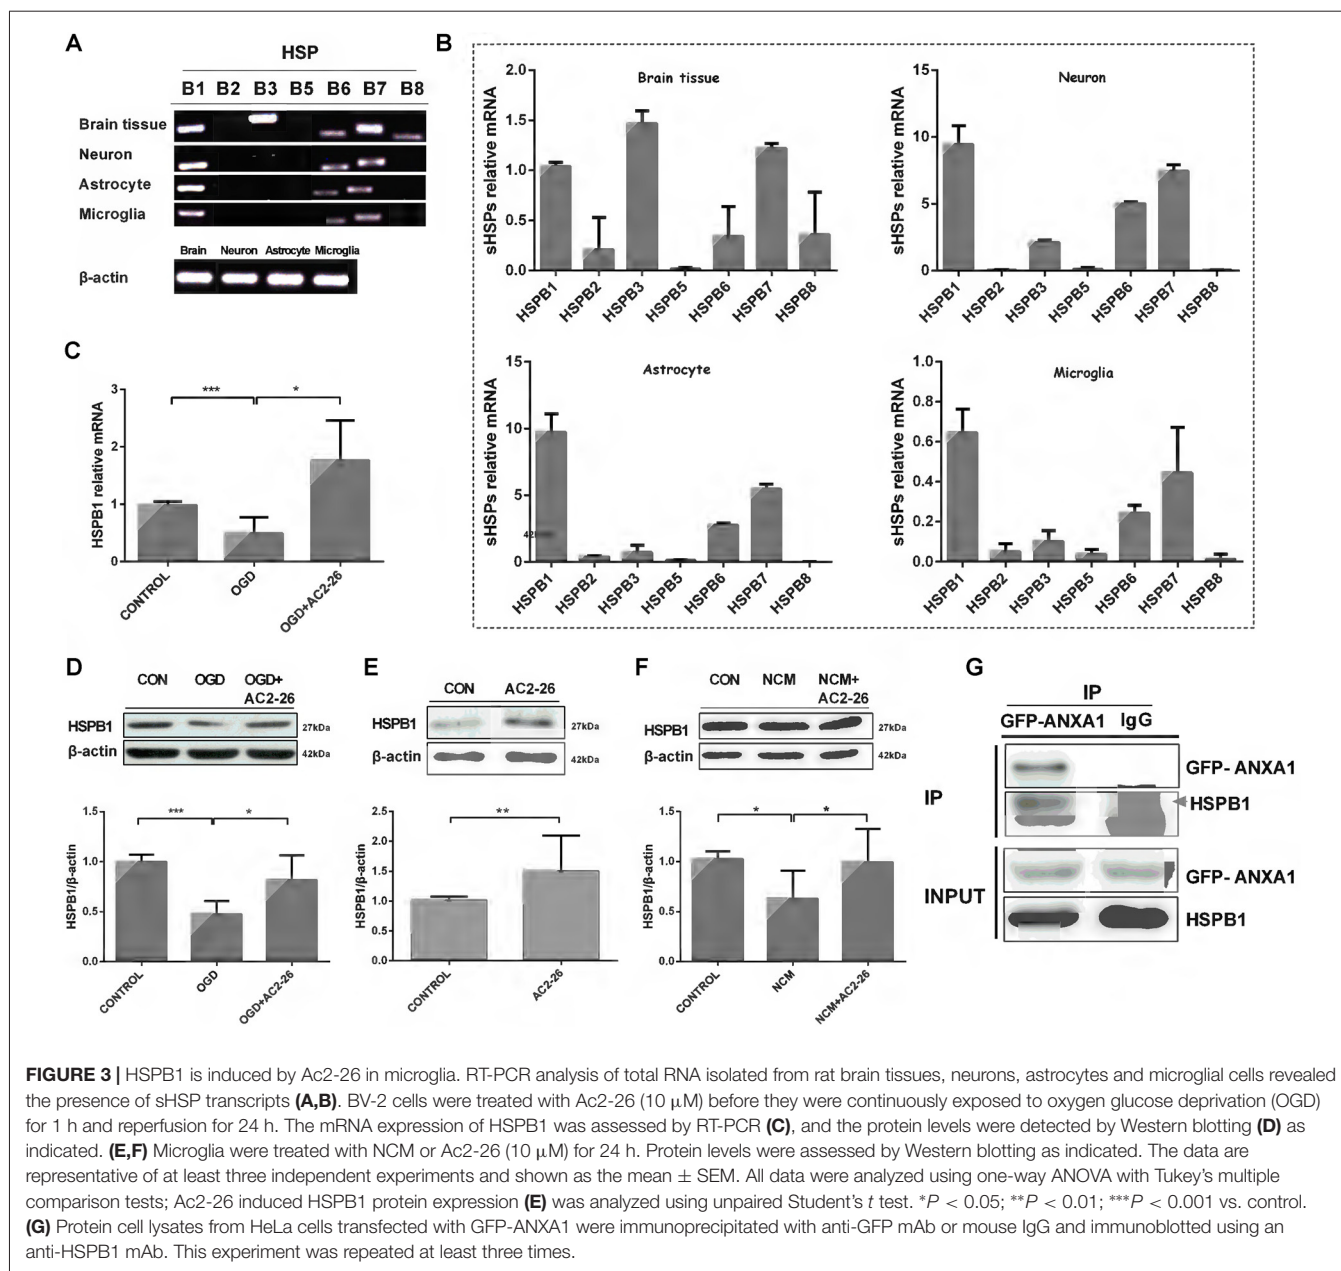 A
HSP
B1 B2 B3 B5 B6 B7 B8
Brain tissue
Neuron
Astrocyte
Microglia
Brain Neuron Astrocyte Microglia
β-actin
B
Brain tissue
sHSPs relative mRNA
2.0
1.5
1.0
0.5
0.0
HSPB1 HSPB2 HSPB3 HSPB5 HSPB6 HSPB7 HSPB8
Neuron
sHSPs relative mRNA
15
10
5
0
HSPB1 HSPB2 HSPB3 HSPB5 HSPB6 HSPB7 HSPB8
Astrocyte
sHSPs relative mRNA
15
10
5
0
42
HSPB1 HSPB2 HSPB3 HSPB5 HSPB6 HSPB7 HSPB8
Microglia
sHSPs relative mRNA
1.0
0.8
0.6
0.4
0.2
0.0
HSPB1 HSPB2 HSPB3 HSPB5 HSPB6 HSPB7 HSPB8
C
HSPB1 relative mRNA
3
2
1
0
*** *
CONTROL OGD OGD+AC2-26
D
CON OGD OGD+
AC2-26
HSPB1 27kDa
β-actin 42kDa
HSPB1/β-actin
1.5
1.0
0.5
0.0
*** *
CONTROL OGD OGD+AC2-26
E
CON AC2-26
HSPB1 27kDa
β-actin 42kDa
HSPB1/β-actin
2.5
2.0
1.5
1.0
0.5
0.0
**
CONTROL AC2-26
F
CON NCM NCM+
AC2-26
HSPB1 27kDa
β-actin 42kDa
HSPB1/β-actin
1.5
1.0
0.5
0.0
* *
CONTROL NCM NCM+AC2-26
G
IP
GFP-ANXA1 IgG
IP
GFP- ANXA1
HSPB1
INPUT
GFP- ANXA1
HSPB1
FIGURE 3 | HSPB1 is induced by Ac2-26 in microglia. RT-PCR analysis of total RNA isolated from rat brain tissues, neurons, astrocytes and microglial cells revealed
the presence of sHSP transcripts (A,B). BV-2 cells were treated with Ac2-26 (10 μM) before they were continuously exposed to oxygen glucose deprivation (OGD)
for 1 h and reperfusion for 24 h. The mRNA expression of HSPB1 was assessed by RT-PCR (C), and the protein levels were detected by Western blotting (D) as
indicated. (E,F) Microglia were treated with NCM or Ac2-26 (10 μM) for 24 h. Protein levels were assessed by Western blotting as indicated. The data are
representative of at least three independent experiments and shown as the mean ± SEM. All data were analyzed using one-way ANOVA with Tukey's multiple
comparison tests; Ac2-26 induced HSPB1 protein expression (E) was analyzed using unpaired Student's t test. *P < 0.05; **P < 0.01; ***P < 0.001 vs. control.
(G) Protein cell lysates from HeLa cells transfected with GFP-ANXA1 were immunoprecipitated with anti-GFP mAb or mouse IgG and immunoblotted using an
anti-HSPB1 mAb. This experiment was repeated at least three times.